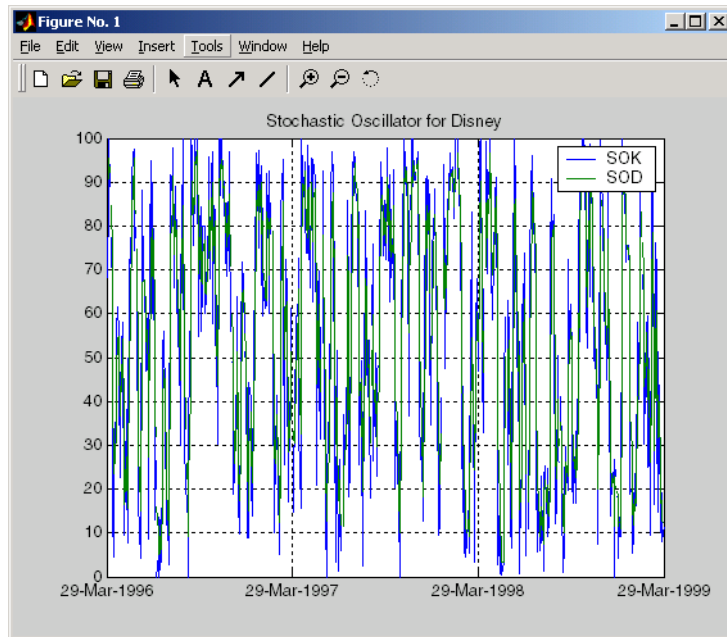 Figure No. 1
File Edit View Insert Tools Window Help
A
Stochastic Oscillator for Disney
100
90
80
70
60
50
40
30
20
10
0
SOK
SOD
29-Mar-1996 29-Mar-1997 29-Mar-1998 29-Mar-1999